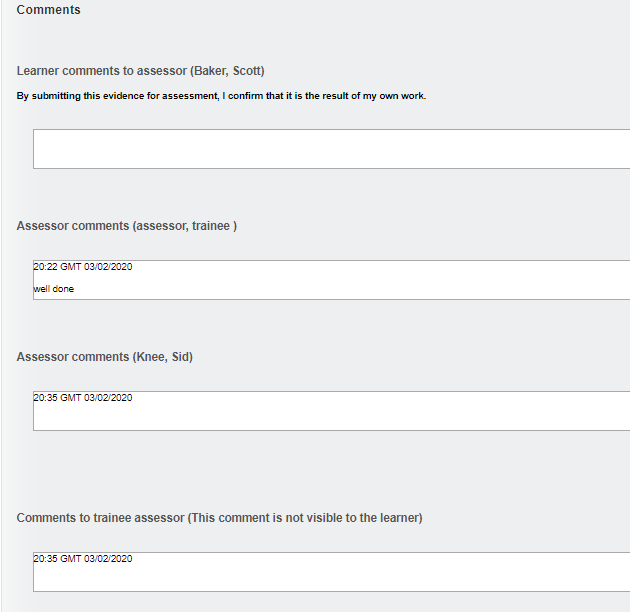 Comments
Learner comments to assessor (Baker, Scott)
By submitting this evidence for assessment, I confirm that it is the result of my own work.
Assessor comments (assessor, trainee )
20:22 GMT 03/02/2020
well done
Assessor comments (Knee, Sid)
20:35 GMT 03/02/2020
Comments to trainee assessor (This comment is not visible to the learner)
20:35 GMT 03/02/2020